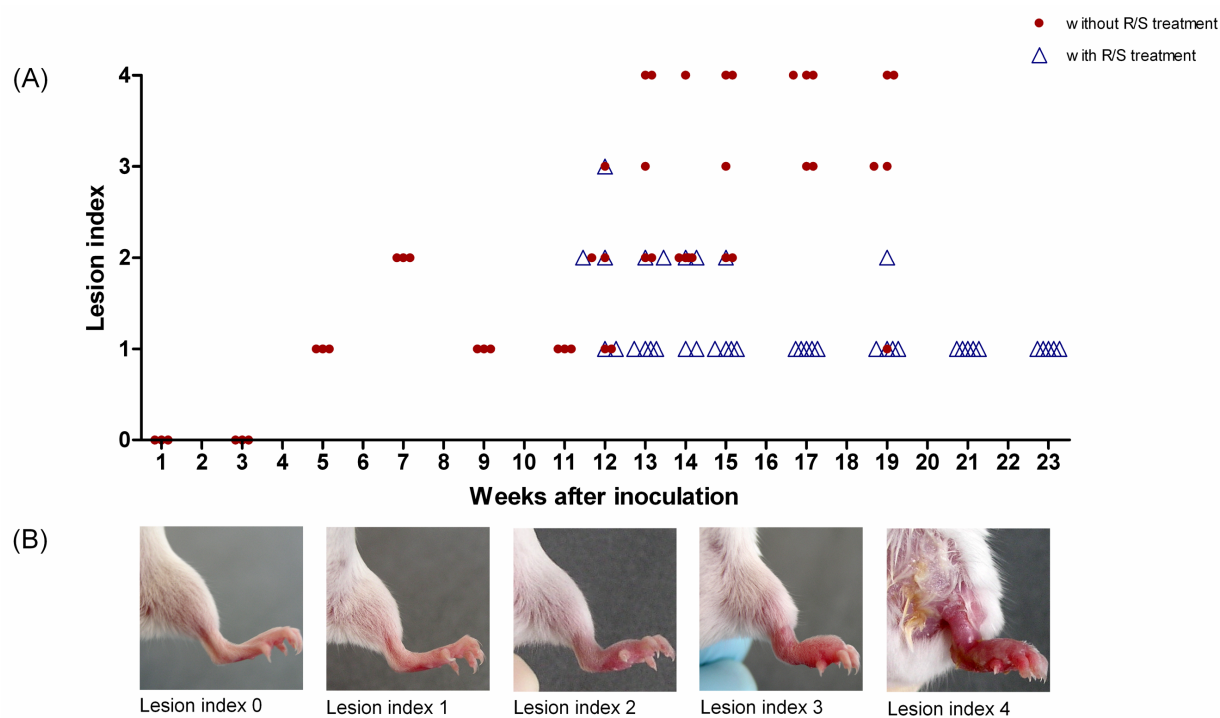 without R/S treatment
with R/S treatment
(A)
Lesion index
4
3
2
1
0
1 2 3 4 5 6 7 8 9 10 11 12 13 14 15 16 17 18 19 20 21 22 23
Weeks after inoculation
(B)
Lesion index 0
Lesion index 1
Lesion index 2
Lesion index 3
Lesion index 4